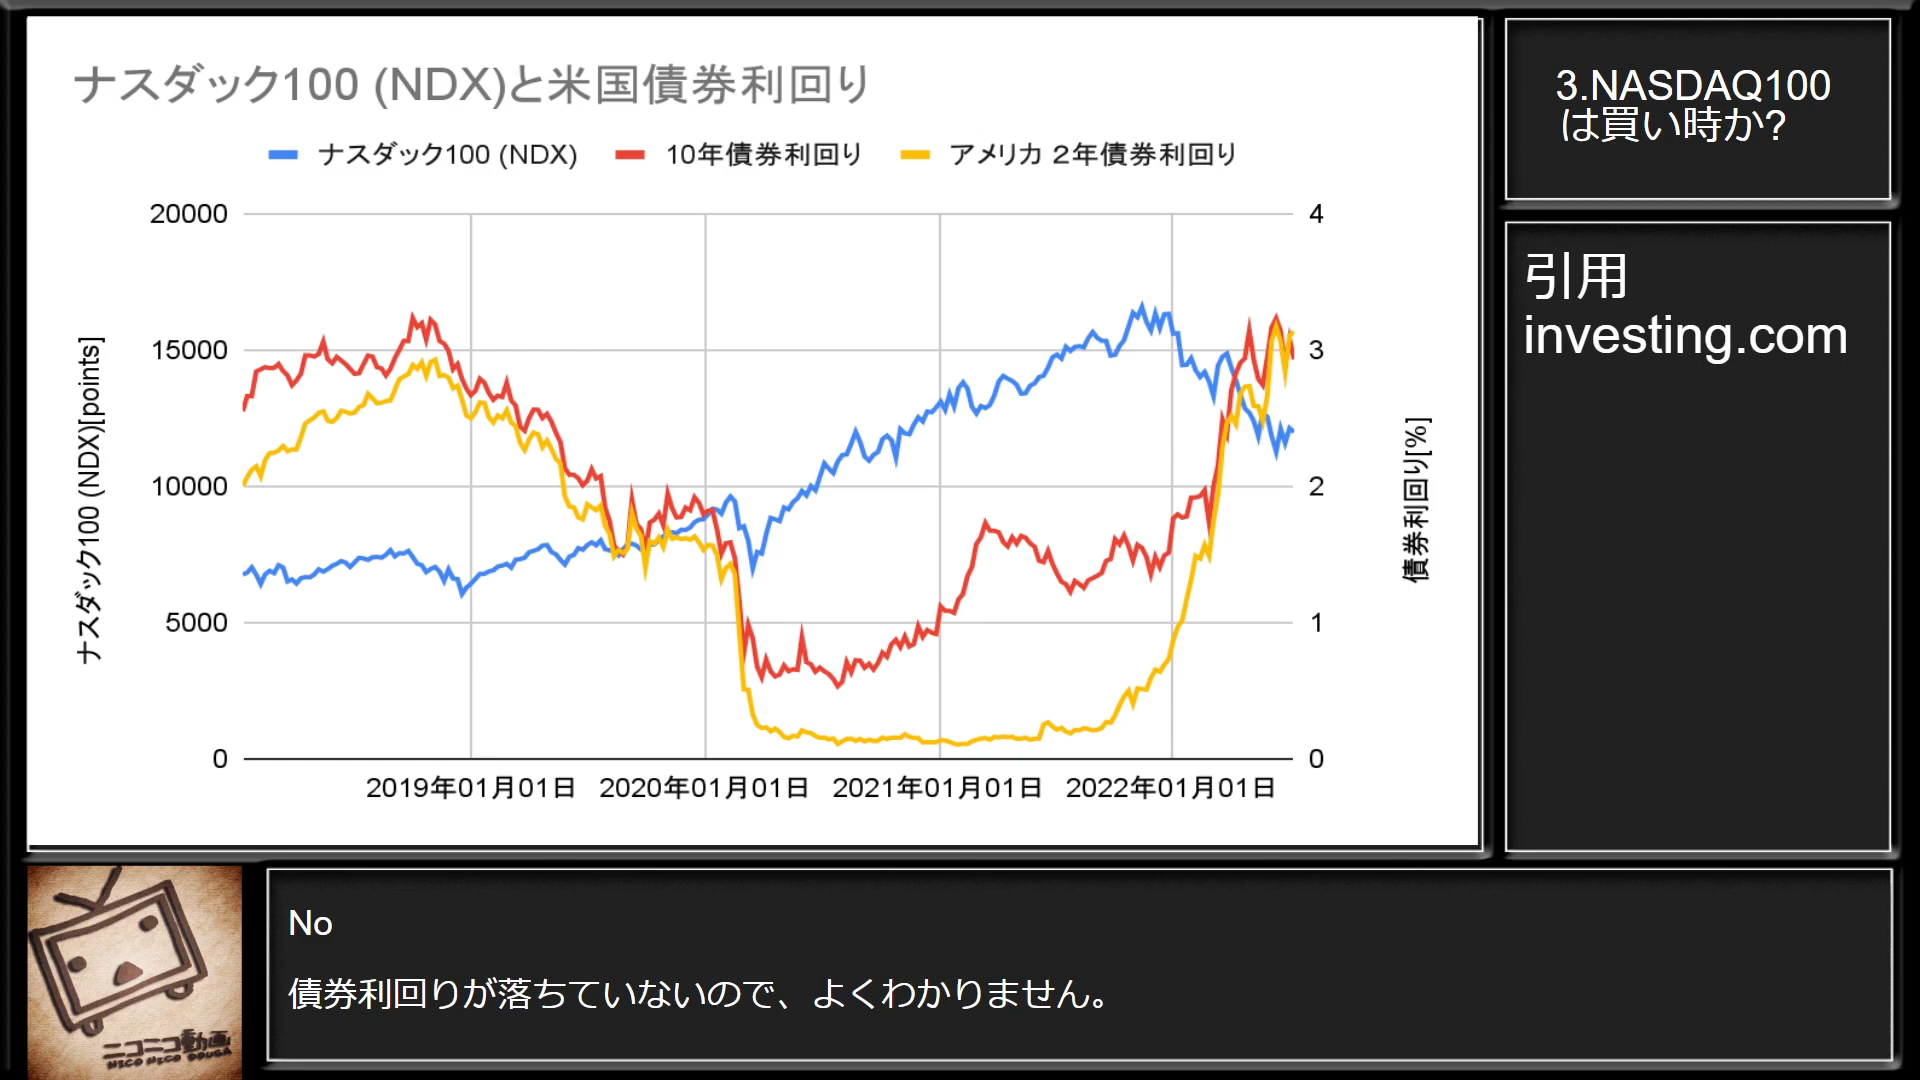 ナスダック100 (NDX)と米国債券利回り
ナスダック100 (NDX) 10年債券利回り アメリカ 2年債券利回り
20000
15000
10000
5000
0
ナスダック100 (NDX)[points]
4
3
2
1
0
債券利回り[%]
2019年01月01日 2020年01月01日 2021年01月01日 2022年01月01日
3.NASDAQ100
は買い時か?
引用
investing.com
ニコニコ動画
NICO NICO DOUGA
No
債券利回りが落ちていないので、よくわかりません。